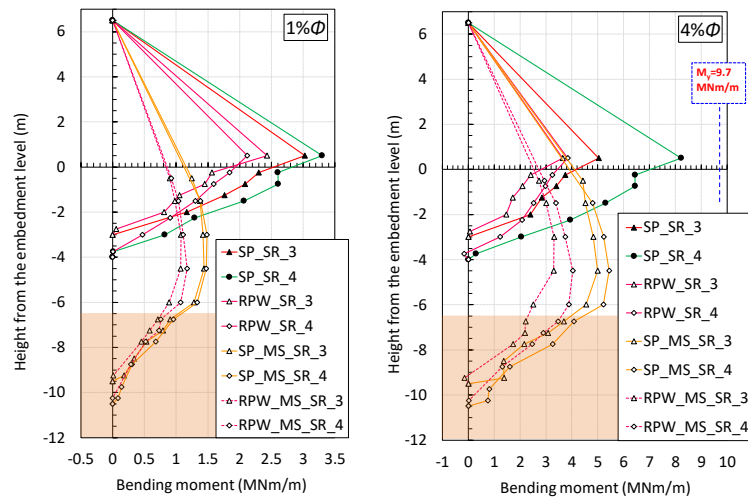 1%Φ
Height from the embedment level (m)
6
4
2
0
-2
-4
-6
-8
-10
-12
-0.5 0 0.5 1 1.5 2 2.5 3 3.5
Bending moment (MNm/m)
SP_SR_3
SP_SR_4
RPW_SR_3
RPW_SR_4
SP_MS_SR_3
SP_MS_SR_4
RPW_MS_SR_3
RPW_MS_SR_4
4%Φ
My=9.7
MNm/m
Height from the embedment level (m)
6
4
2
0
-2
-4
-6
-8
-10
-12
-2 -1 0 1 2 3 4 5 6 7 8 9 10
Bending moment (MNm/m)
SP_SR_3
SP_SR_4
RPW_SR_3
RPW_SR_4
SP_MS_SR_3
SP_MS_SR_4
RPW_MS_SR_3
RPW_MS_SR_4